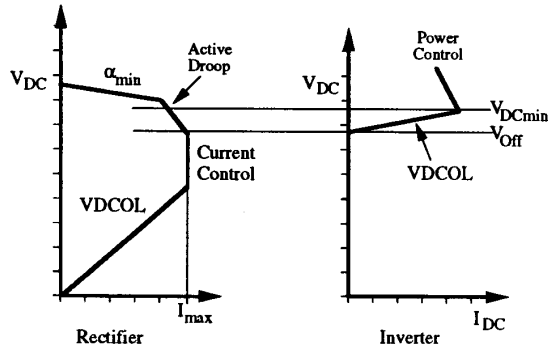 V_DC
α_min
Active
Droop
Current
Control
VDCOL
I_max
Rectifier
V_DC
Power
Control
V_DCmin
V_Off
VDCOL
I_DC
Inverter